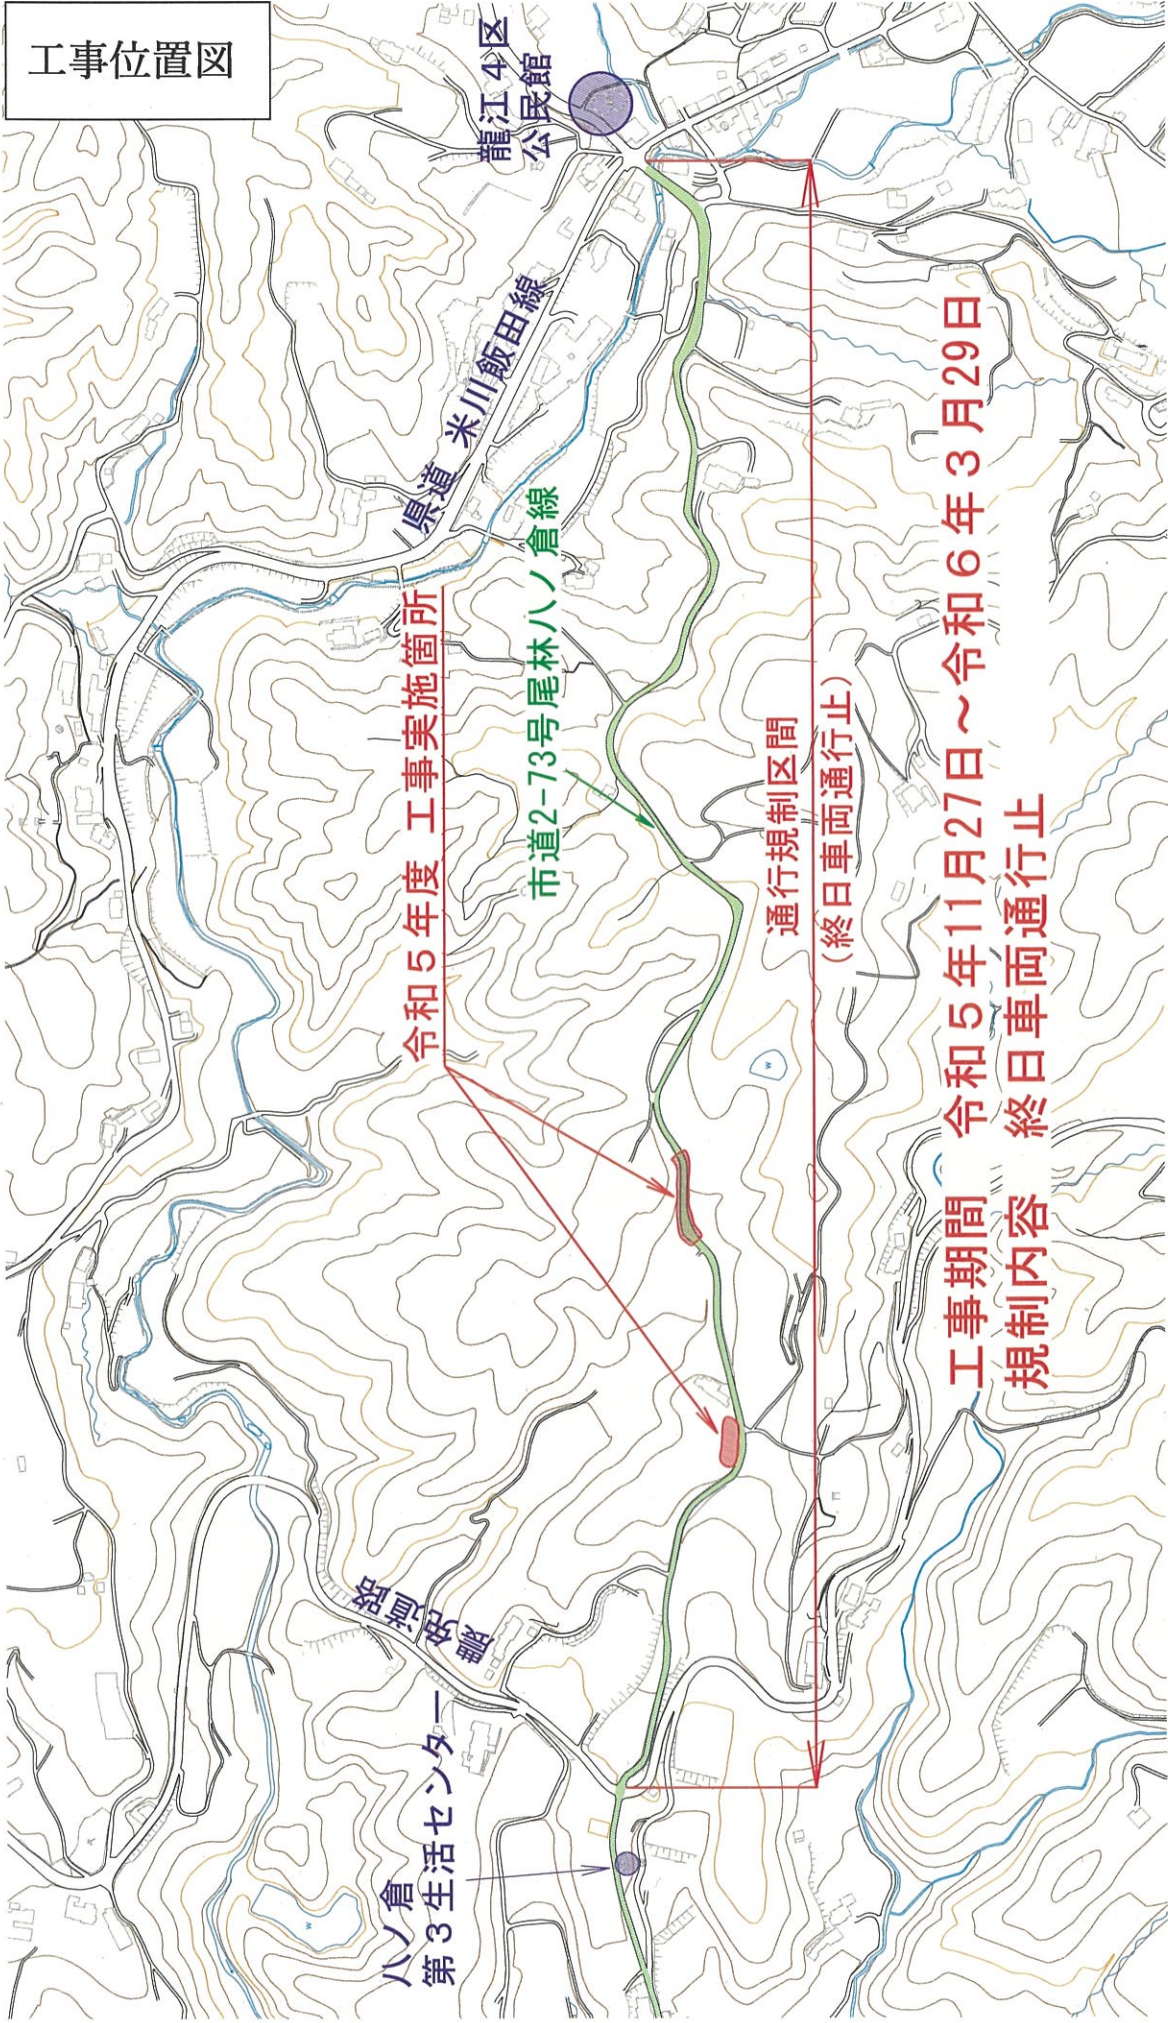 工事位置図
龍江４区
公民館
県道　米川飯田線
令和５年度　工事実施箇所
市道2-73号尾林ハノ倉線
通行規制区間
（終日車両通行止）
工事期間　令和５年11月27日～令和６年３月29日
規制内容　終日車両通行止
農免道路
ハノ倉
第３生活センター
w
w